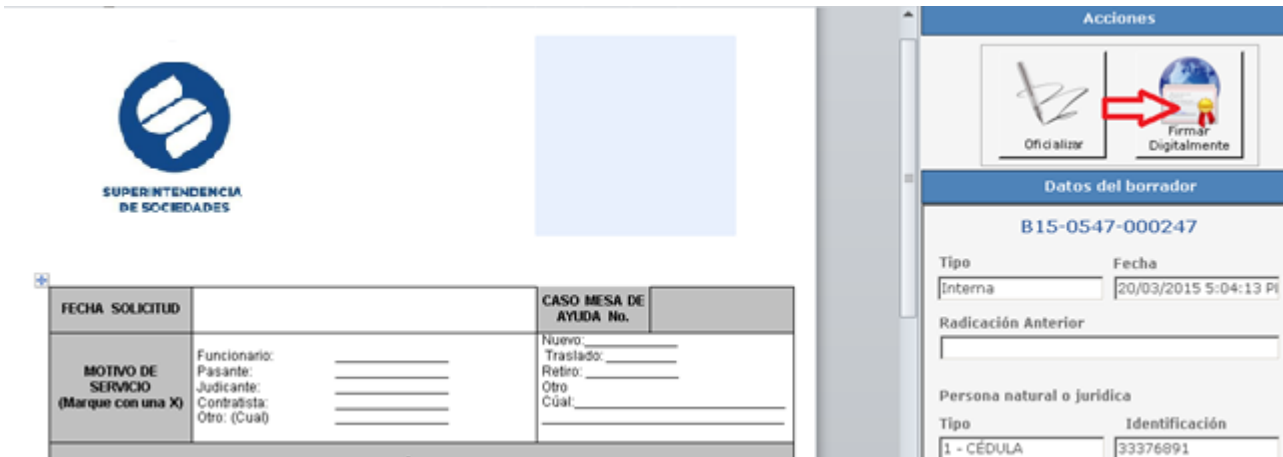 SUPERINTENDENCIA
DE SOCIEDADES
FECHA SOLICITUD
CASO MESA DE
AYUDA No.
MOTIVO DE
SERVICIO
(Marque con una X)
Funcionario:
Pasante:
Judicante:
Contratista:
Otro: (Cual)
Nuevo:
Traslado:
Retiro:
Otro
Cúal:
Acciones
Oficializar
Firmar
Digitalmente
Datos del borrador
B15-0547-000247
Tipo Fecha
Interna 20/03/2015 5:04:13 P
Radicación Anterior
Persona natural o juridica
Tipo Identificación
1 - CÉDULA 33376891